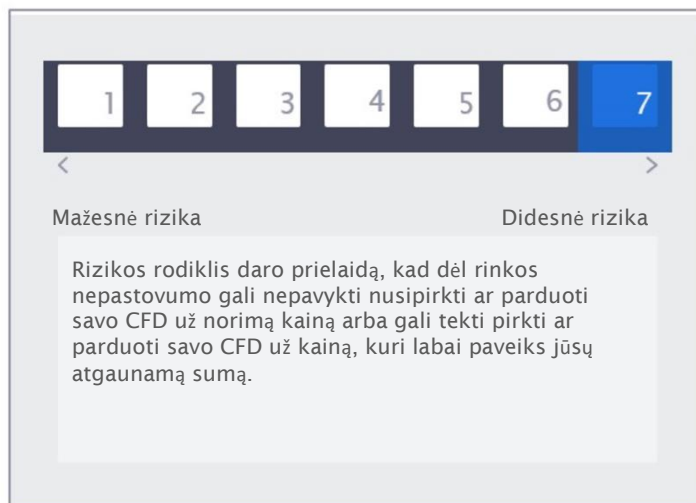 1 2 3 4 5 6 7
< >
Mažesnė rizika Didesnė rizika
Rizikos rodiklis daro prielaidą, kad dėl rinkos
nepastovumo gali nepavykti nusipirkti ar parduoti
savo CFD už norimą kainą arba gali tekti pirkti ar
parduoti savo CFD už kainą, kuri labai paveiks jūsų
atgaunamą sumą.